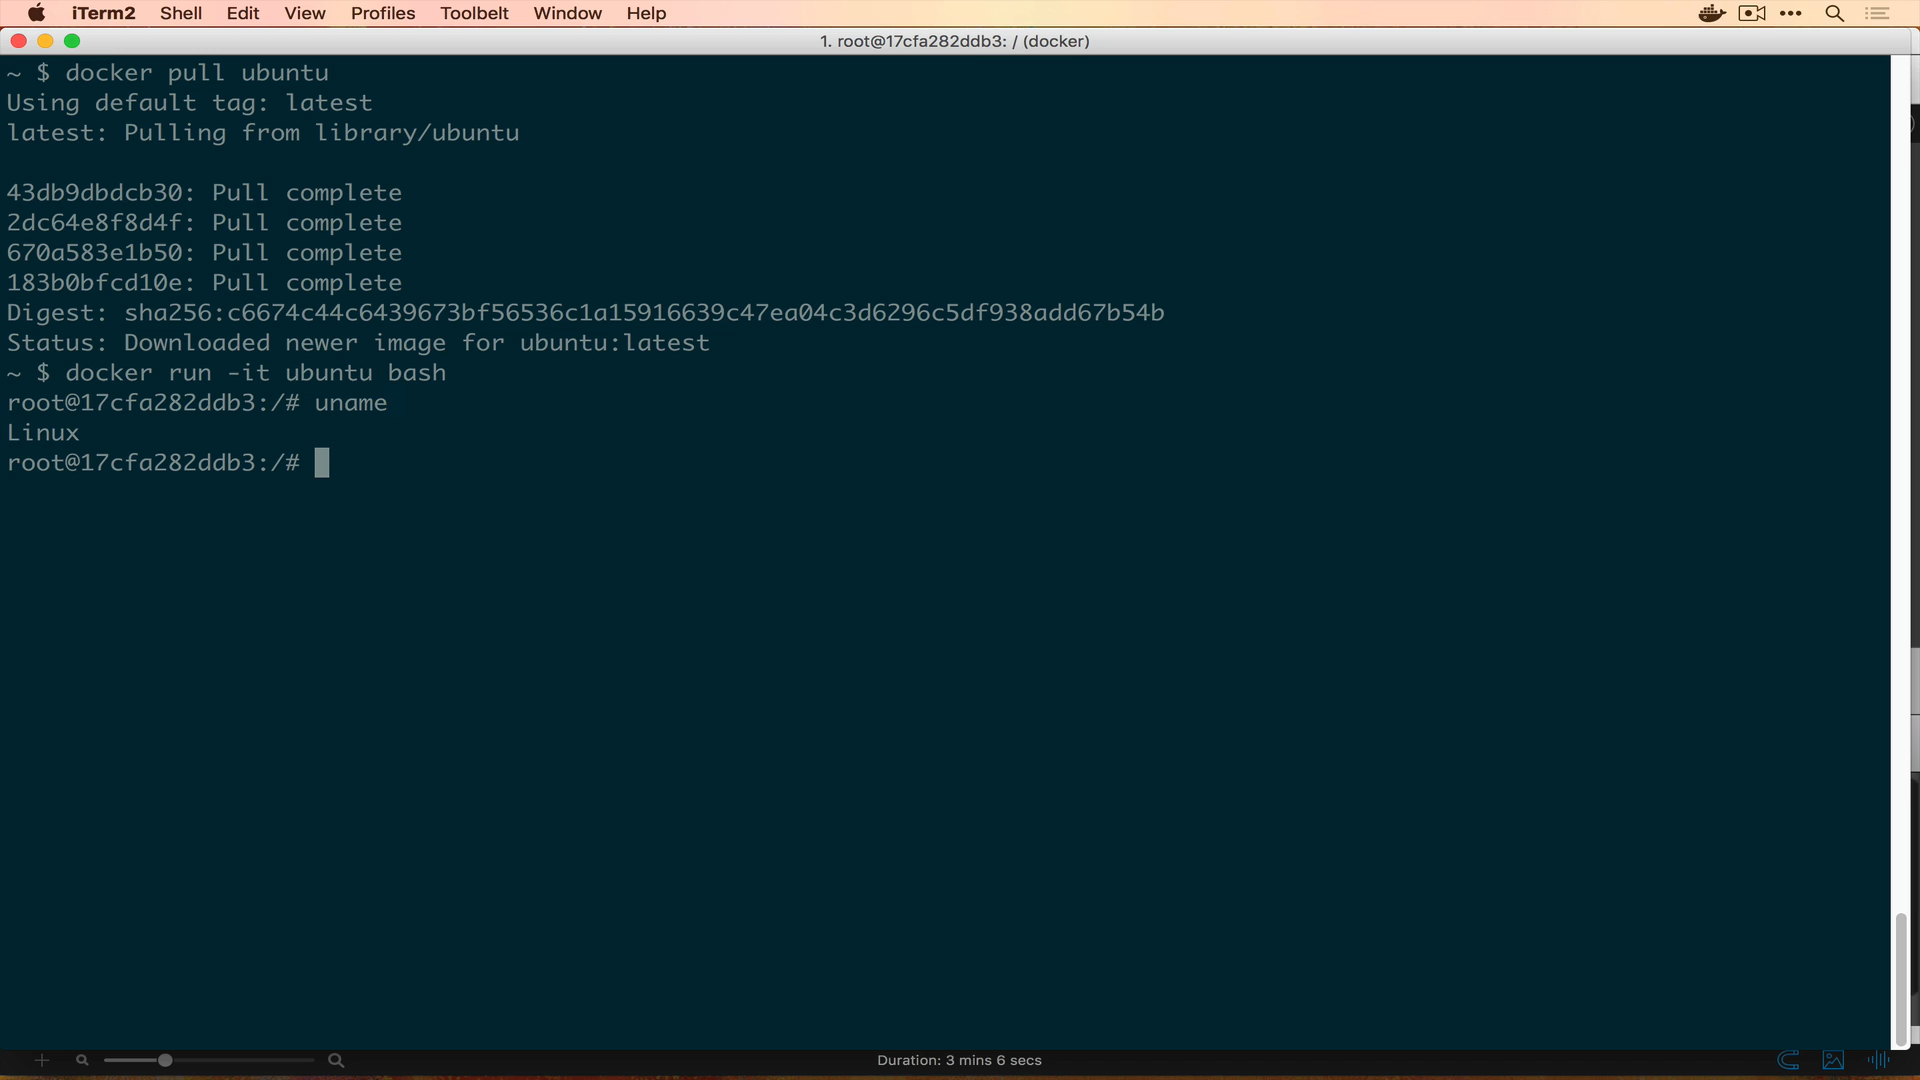 iTerm2 Shell Edit View Profiles Toolbelt Window Help
1. root@17cfa282ddb3: / (docker)
~ $ docker pull ubuntu
Using default tag: latest
latest: Pulling from library/ubuntu
43db9dbdcb30: Pull complete
2dc64e8f8d4f: Pull complete
670a583e1b50: Pull complete
183b0bfcd10e: Pull complete
Digest: sha256:c6674c44c6439673bf56536c1a15916639c47ea04c3d6296c5df938add67b54b
Status: Downloaded newer image for ubuntu:latest
~ $ docker run -it ubuntu bash
root@17cfa282ddb3:/# uname
Linux
root@17cfa282ddb3:/#
Duration: 3 mins 6 secs